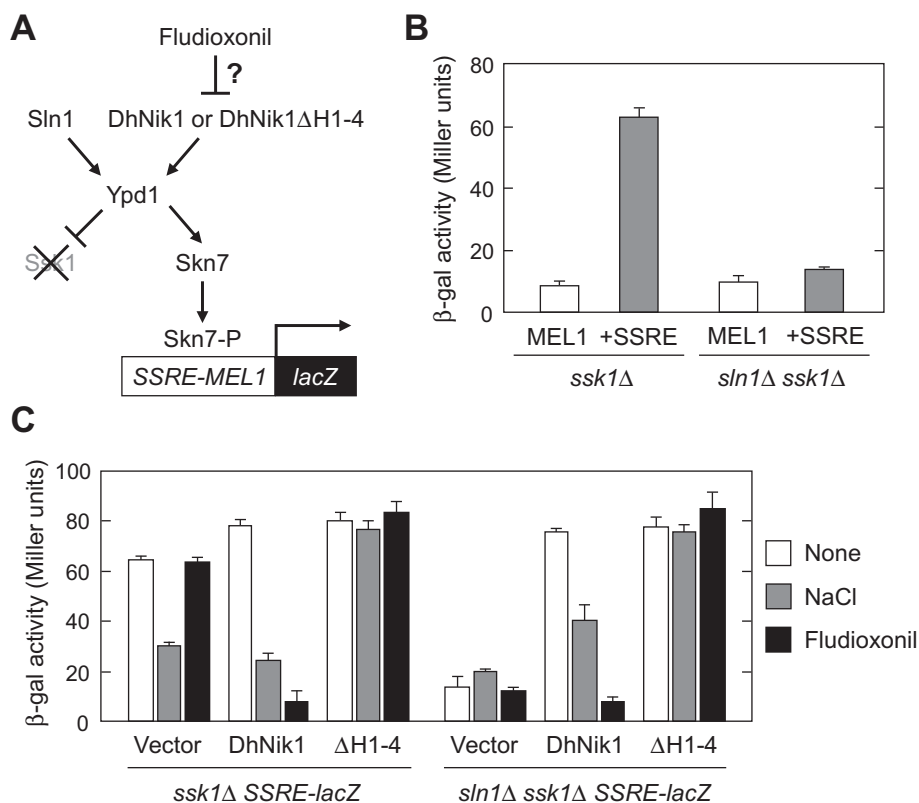 A
Fludioxonil
?
Sln1 DhNik1 or DhNik1ΔH1-4
Ypd1
Ssk1
Skn7
Skn7-P
SSRE-MEL1 lacZ
B
β-gal activity (Miller units)
80
60
40
20
0
MEL1 +SSRE MEL1 +SSRE
ssk1Δ sln1Δ ssk1Δ
C
β-gal activity (Miller units)
100
80
60
40
20
0
Vector DhNik1 ΔH1-4 Vector DhNik1 ΔH1-4
ssk1Δ SSRE-lacZ sln1Δ ssk1Δ SSRE-lacZ
None
NaCl
Fludioxonil